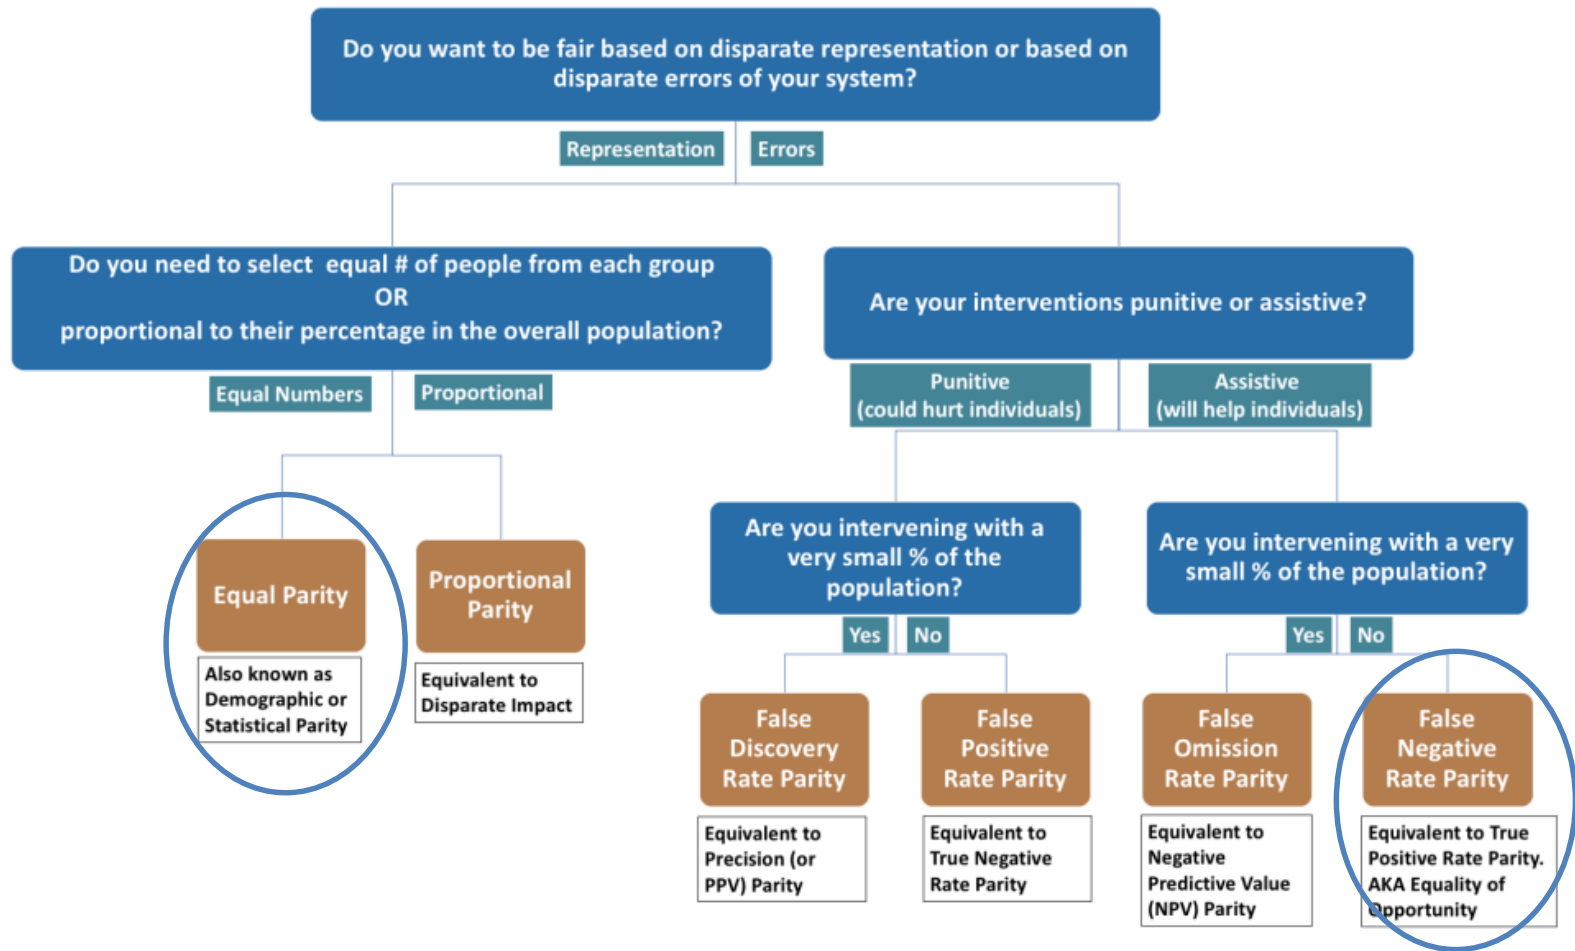 Do you want to be fair based on disparate representation or based on
disparate errors of your system?
Representation
Errors
Do you need to select equal # of people from each group
OR
proportional to their percentage in the overall population?
Are your interventions punitive or assistive?
Equal Numbers
Proportional
Punitive
(could hurt individuals)
Assistive
(will help individuals)
Equal Parity
Also known as
Demographic or
Statistical Parity
Proportional
Parity
Equivalent to
Disparate Impact
Are you intervening with a
very small % of the
population?
Are you intervening with a very
small % of the population?
Yes
No
Yes
No
False
Discovery
Rate Parity
Equivalent to
Precision (or
PPV) Parity
False
Positive
Rate Parity
Equivalent to
True Negative
Rate Parity
False
Omission
Rate Parity
Equivalent to
Negative
Predictive Value
(NPV) Parity
False
Negative
Rate Parity
Equivalent to True
Positive Rate Parity.
AKA Equality of
Opportunity